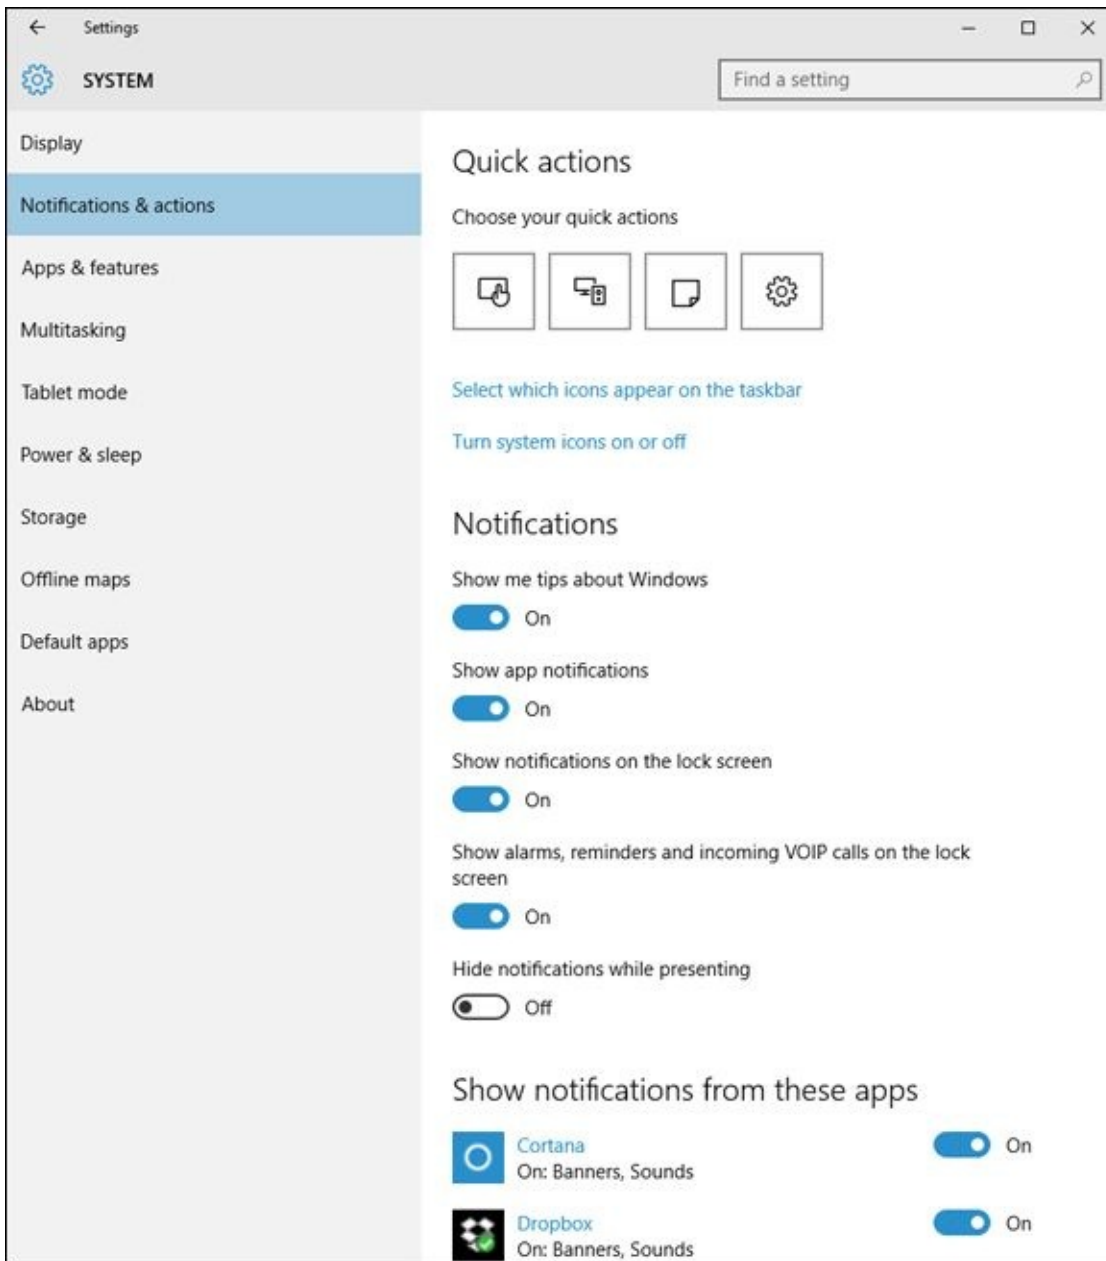 Settings
SYSTEM
Find a setting
Display
Notifications & actions
Apps & features
Multitasking
Tablet mode
Power & sleep
Storage
Offline maps
Default apps
About
Quick actions
Choose your quick actions
Select which icons appear on the taskbar
Turn system icons on or off
Notifications
Show me tips about Windows
On
Show app notifications
On
Show notifications on the lock screen
On
Show alarms, reminders and incoming VOIP calls on the lock
screen
On
Hide notifications while presenting
Off
Show notifications from these apps
Cortana
On
On: Banners, Sounds
Dropbox
On
On: Banners, Sounds